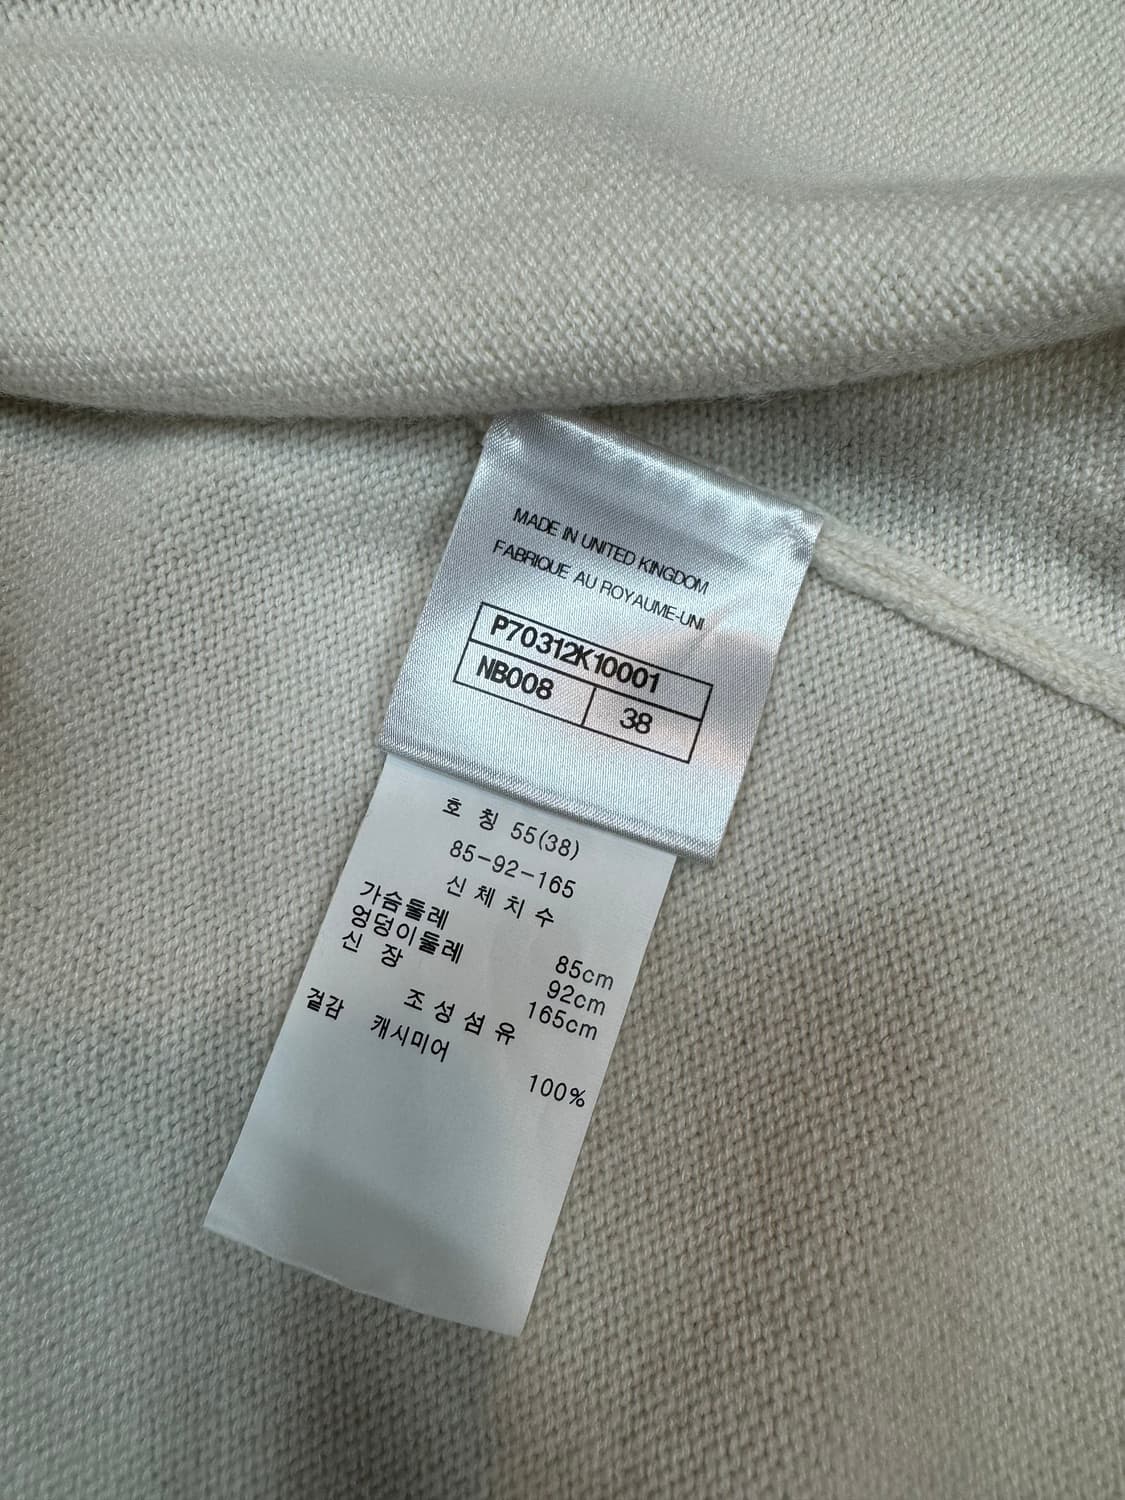 MADE IN UNITED KINGDOM
FABRIQUE AU ROYAUME-UNI
P70312K10001
NB008 38
호 칭 55(38)
85-92-165
신 체 치 수
가슴둘레 85cm
엉덩이둘레 92cm
신 장 165cm
조 성 섬 유
겉감 캐시미어 100%